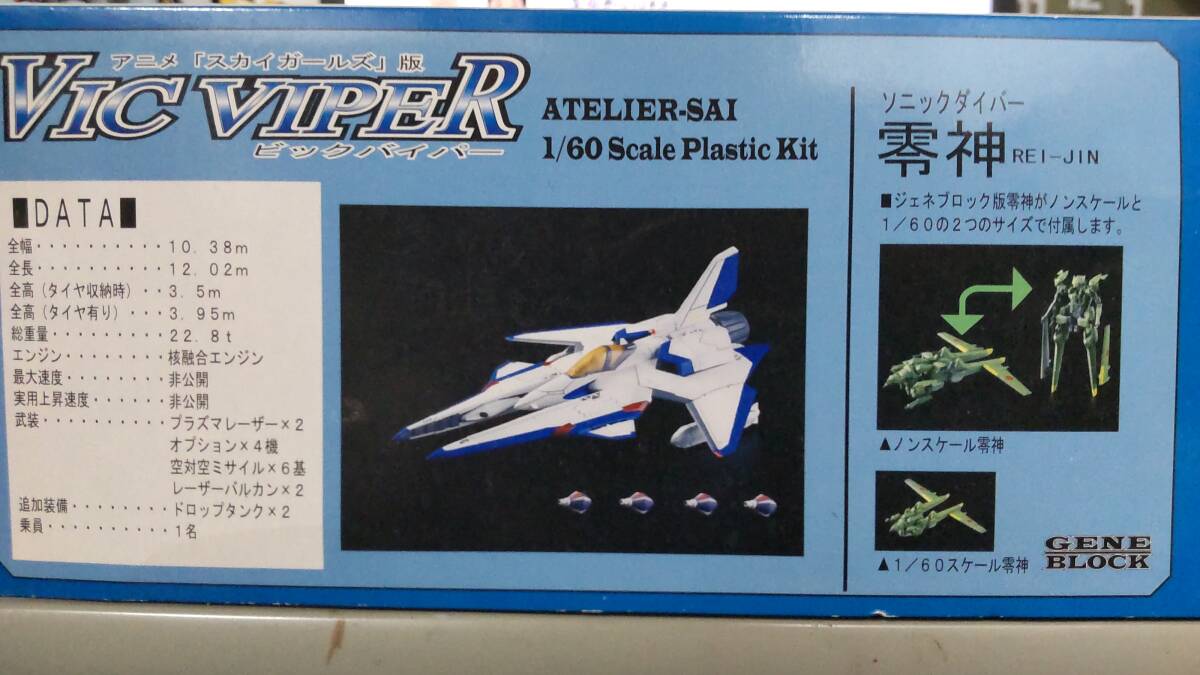 アニメ「スカイガールズ」版
VIC VIPER
ビックバイパー
ATELIER-SAI
1/60 Scale Plastic Kit
■DATA■
全幅・・・・・・・・・・10.38m
全長・・・・・・・・・・12.02m
全高(タイヤ収納時)・・3.5m
全高(タイヤ有り)・・・3.95m
総重量・・・・・・・・・22.8t
エンジン・・・・・・・・核融合エンジン
最大速度・・・・・・・・非公開
実用上昇速度・・・・・・非公開
武装・・・・・・・・・・プラズマレーザー×2
オプション×4機
空対空ミサイル×6基
レーザーバルカン×2
追加装備・・・・・・・・ドロップタンク×2
乗員・・・・・・・・・・1名
ソニックダイバー
零神 REI-JIN
■ジェネブロック版零神がノンスケールと
1/60の2つのサイズで付属します。
▲ノンスケール零神
▲1/60スケール零神
GENE
BLOCK